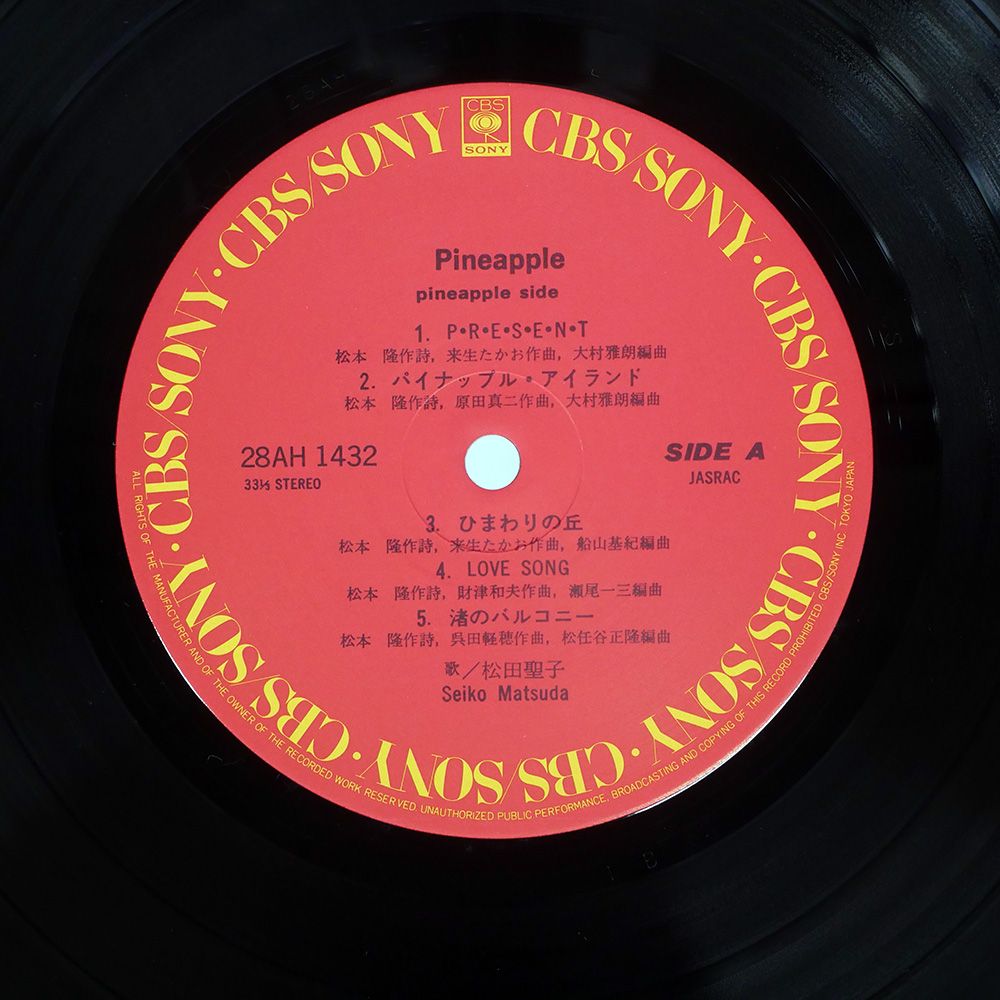 CBS
SONY
CBS/SONY · CBS/SONY · CBS/SONY · CBS/SONY · CBS/SONY · CBS/SONY · CBS/SONY · CBS/SONY · CBS/SONY · CBS/SONY
Pineapple
pineapple side
1. P•R•E•S•E•N•T
松本 隆作詩, 来生たかお作曲, 大村雅朗編曲
2. パイナップル・アイランド
松本 隆作詩, 原田真二作曲, 大村雅朗編曲
28AH 1432
33⅓ STEREO
SIDE A
JASRAC
3. ひまわりの丘
松本 隆作詩, 来生たかお作曲, 船山基紀編曲
4. LOVE SONG
松本 隆作詩, 財津和夫作曲, 瀬尾一三編曲
5. 渚のバルコニー
松本 隆作詩, 呉田軽穂作曲, 松任谷正隆編曲
歌/松田聖子
Seiko Matsuda
ALL RIGHTS OF THE MANUFACTURER AND OF THE OWNER OF THE RECORDED WORK RESERVED. UNAUTHORIZED PUBLIC PERFORMANCE, BROADCASTING AND COPYING OF THIS RECORD PROHIBITED CBS/SONY INC. TOKYO JAPAN